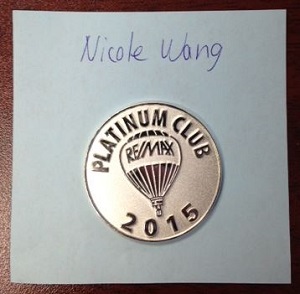 Nicole Wang
PLATINUM CLUB
RE/MAX
2015